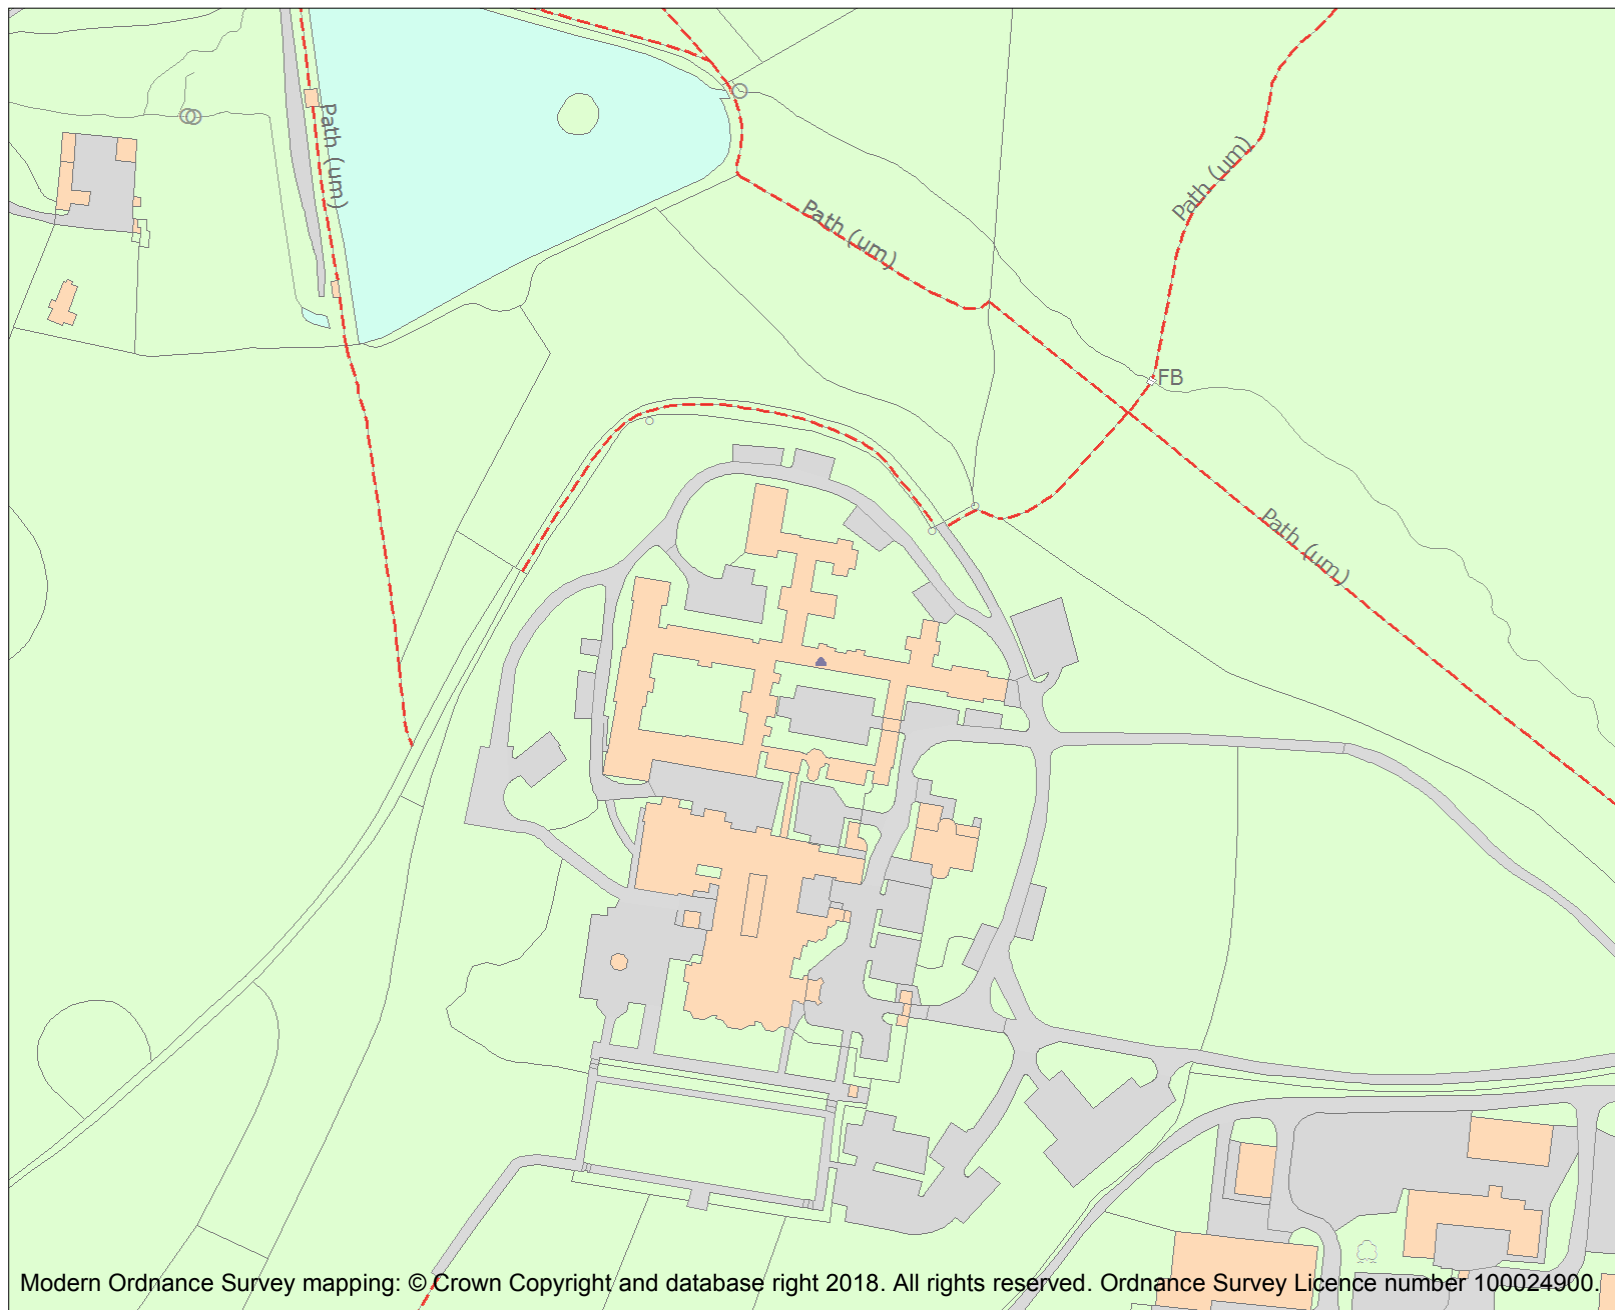 Path (um)
Path (um)
Path (um)
FB
Path (um)
Modern Ordnance Survey mapping: © Crown Copyright and database right 2018. All rights reserved. Ordnance Survey Licence number 100024900.